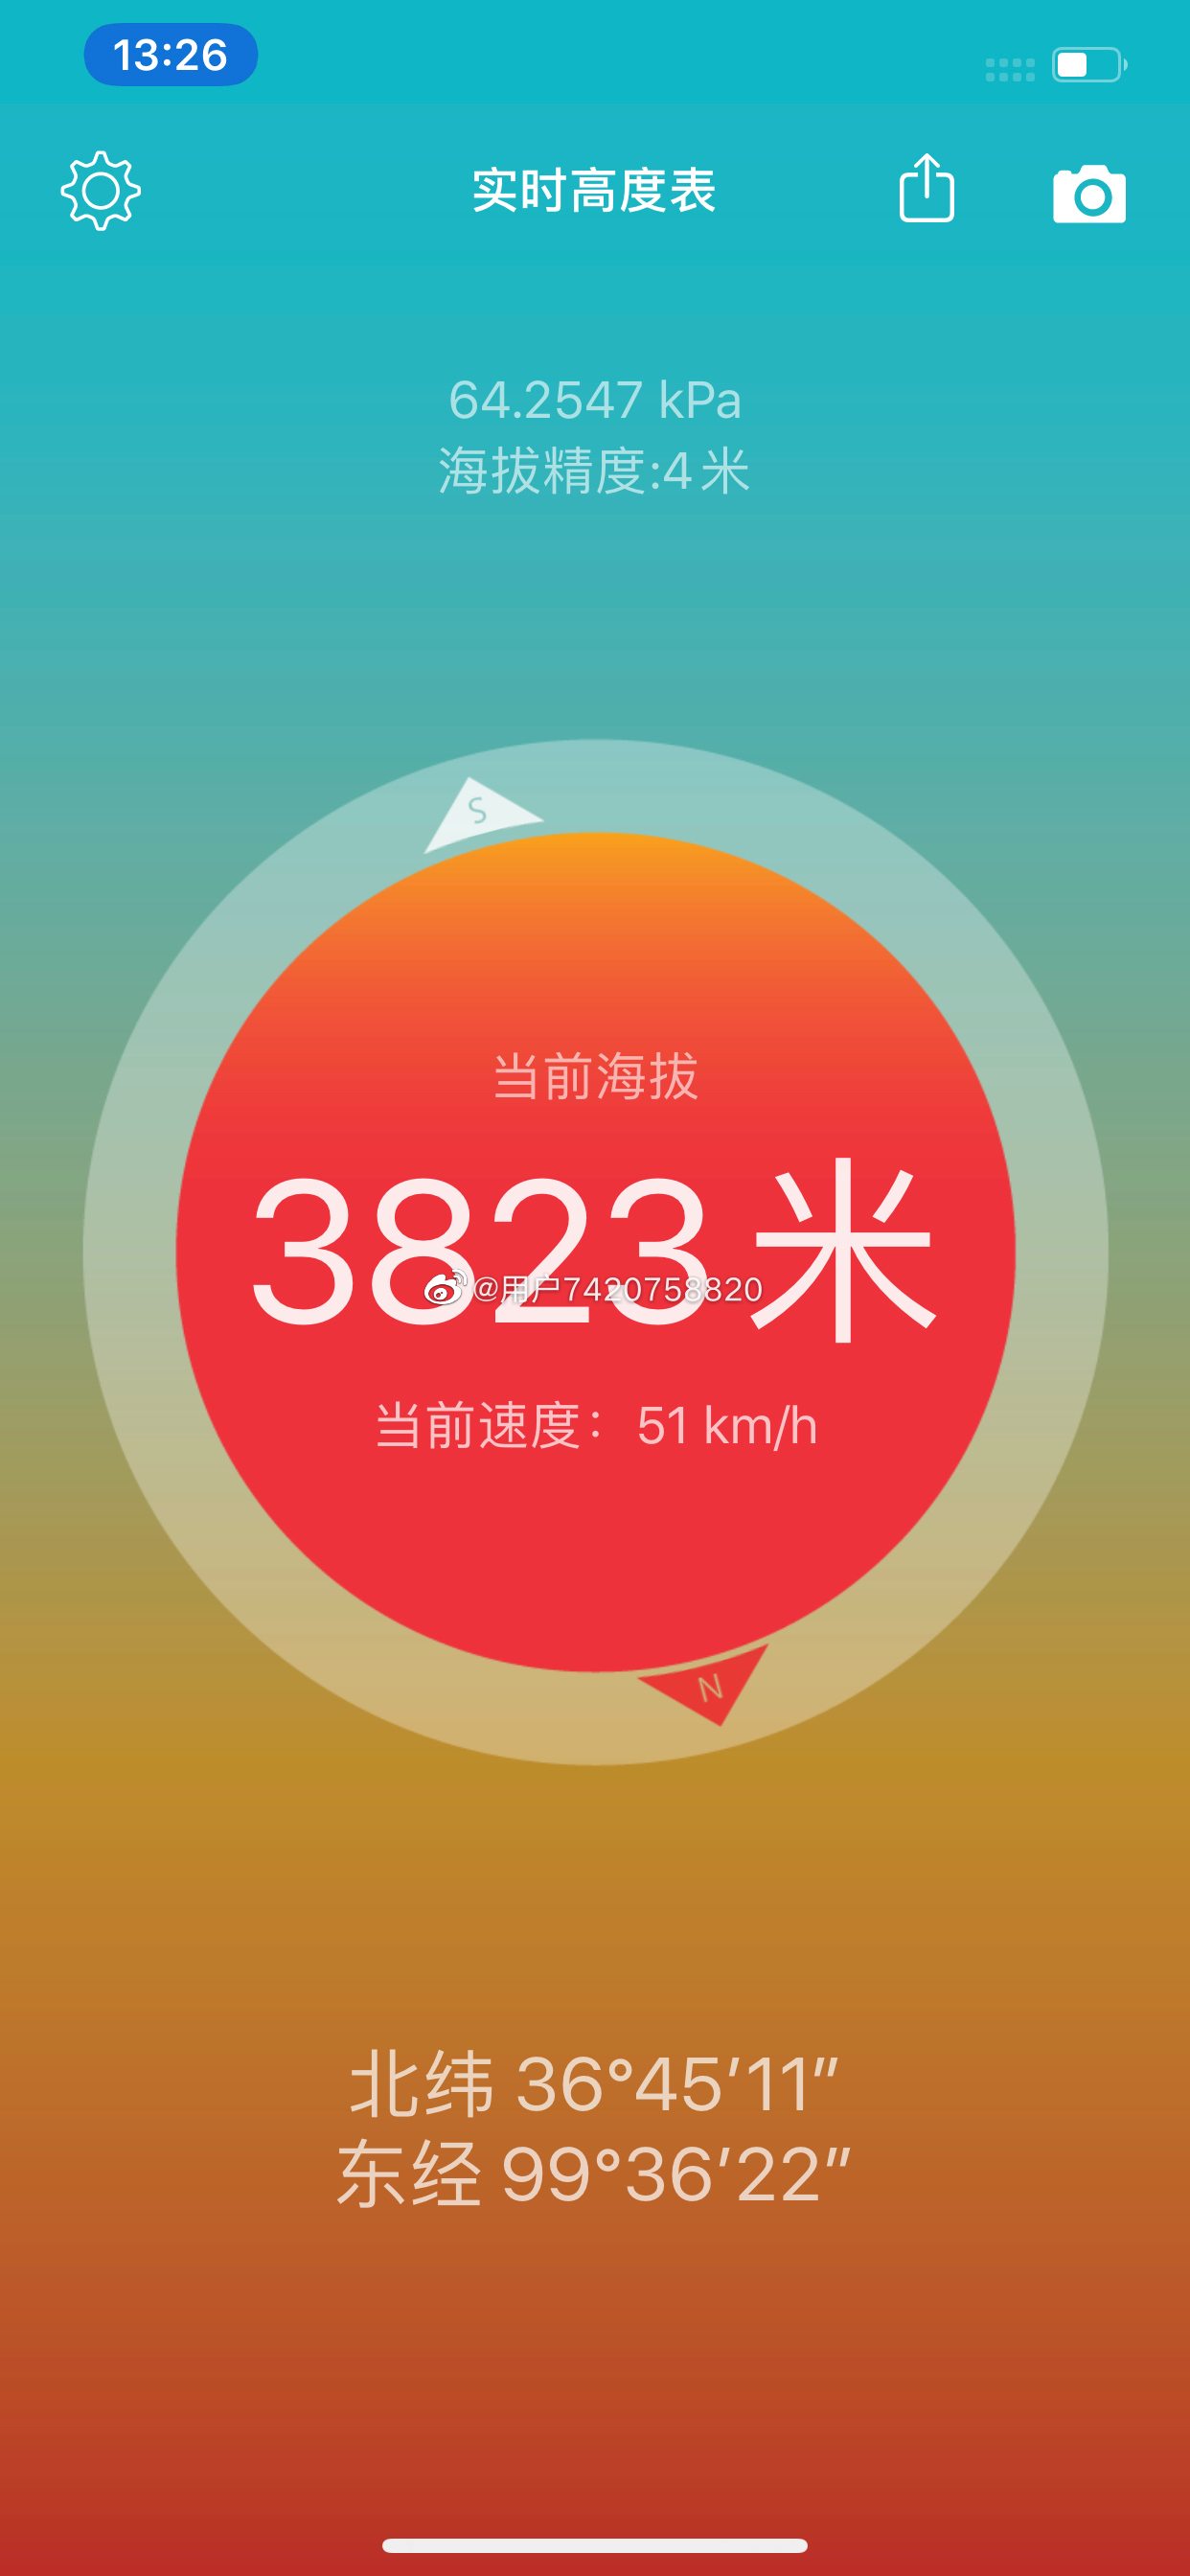 13:26
实时高度表
64.2547 kPa
海拔精度:4 米
S
当前海拔
3823 米
@用户7420758820
当前速度：51 km/h
N
北纬 36°45′11″
东经 99°36′22″